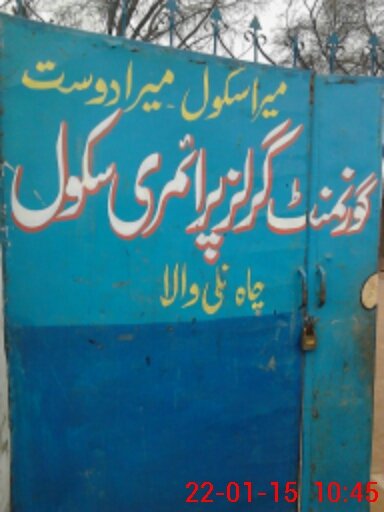 میرا سکول میرا دوست
گورنمنٹ گرلز پرائمری سکول
چاہ نلی والا
22-01-15 10:45